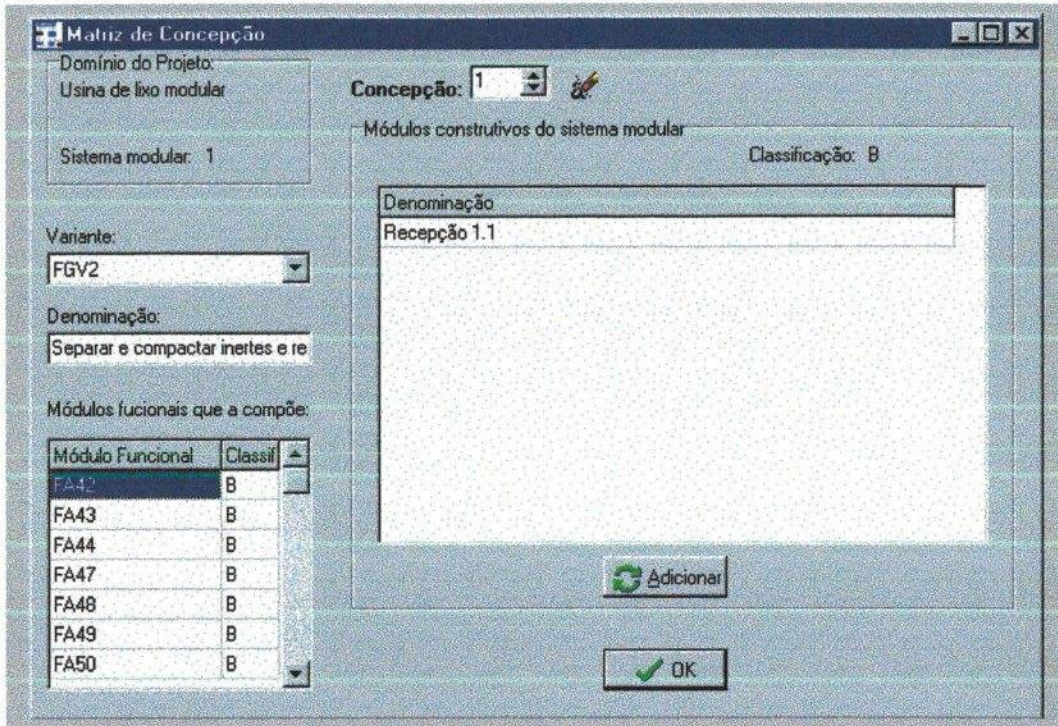 Matriz de Concepção
Domínio do Projeto:
Usina de lixo modular
Sistema modular: 1
Variante:
FGV2
Denominação:
Separar e compactar inertes e re
Módulos fucionais que a compõe:
Módulo Funcional Classif
FA42 B
FA43 B
FA44 B
FA47 B
FA48 B
FA49 B
FA50 B
Concepção: 1
Módulos construtivos do sistema modular
Classificação: B
Denominação
Recepção 1.1
Adicionar
OK